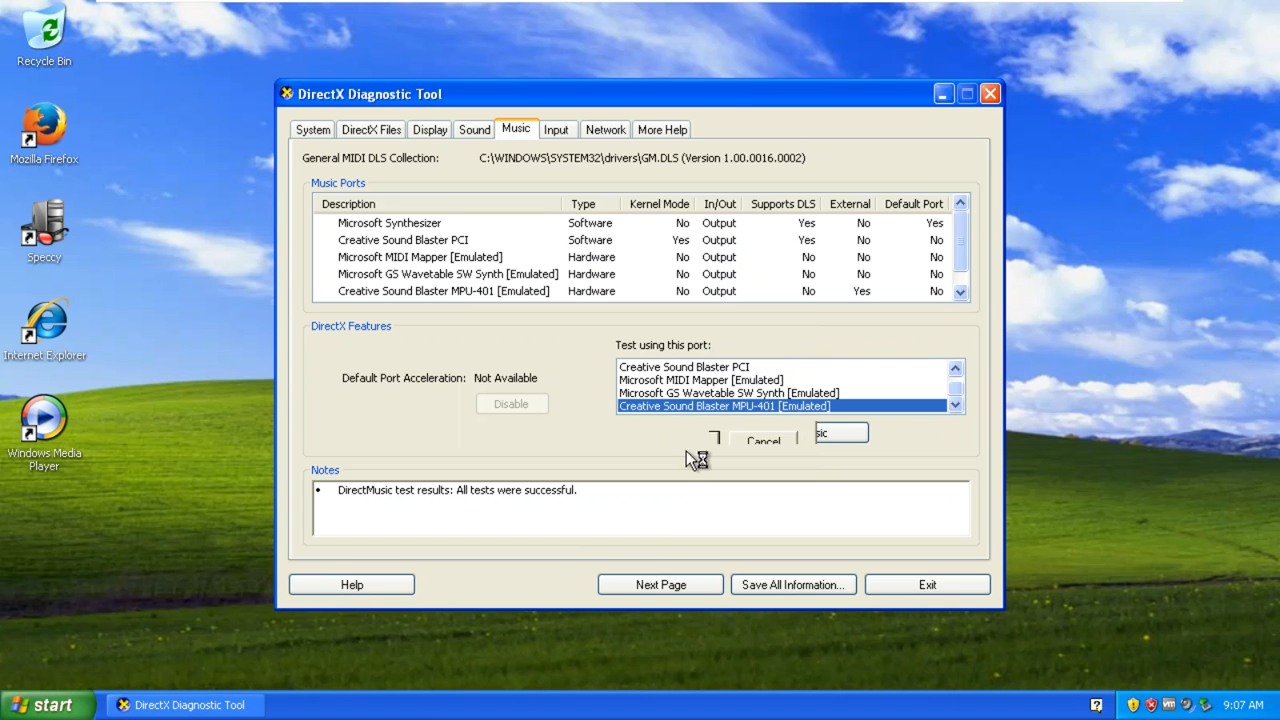 Recycle Bin
Mozilla Firefox
Speccy
Internet Explorer
Windows Media
Player
DirectX Diagnostic Tool
System DirectX Files Display Sound Music Input Network More Help
General MIDI DLS Collection: C:\WINDOWS\SYSTEM32\drivers\GM.DLS (Version 1.00.0016.0002)
Music Ports
Description Type Kernel Mode In/Out Supports DLS External Default Port
Microsoft Synthesizer Software No Output Yes No Yes
Creative Sound Blaster PCI Software Yes Output Yes No No
Microsoft MIDI Mapper [Emulated] Hardware No Output No No No
Microsoft GS Wavetable SW Synth [Emulated] Hardware No Output No No No
Creative Sound Blaster MPU-401 [Emulated] Hardware No Output No Yes No
DirectX Features
Test using this port:
Creative Sound Blaster PCI
Microsoft MIDI Mapper [Emulated]
Default Port Acceleration: Not Available
Microsoft GS Wavetable SW Synth [Emulated]
Disable
Creative Sound Blaster MPU-401 [Emulated]
Cancel sic
Notes
• DirectMusic test results: All tests were successful.
Help Next Page Save All Information... Exit
start DirectX Diagnostic Tool 9:07 AM